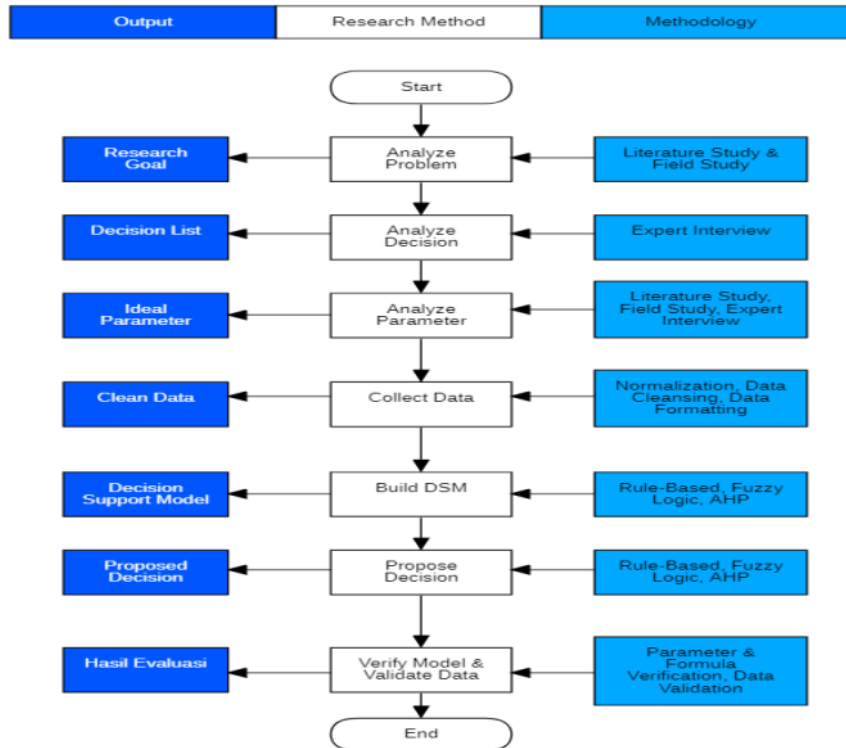 Output
Research Method
Methodology
Start
Research
Goal
Analyze
Problem
Literature Study &
Field Study
Decision List
Analyze
Decision
Expert Interview
Ideal
Parameter
Analyze
Parameter
Literature Study,
Field Study, Expert
Interview
Clean Data
Collect Data
Normalization, Data
Cleansing, Data
Formatting
Decision
Support Model
Build DSM
Rule-Based, Fuzzy
Logic, AHP
Proposed
Decision
Propose
Decision
Rule-Based, Fuzzy
Logic, AHP
Hasil Evaluasi
Verify Model &
Validate Data
Parameter &
Formula
Verification, Data
Validation
End